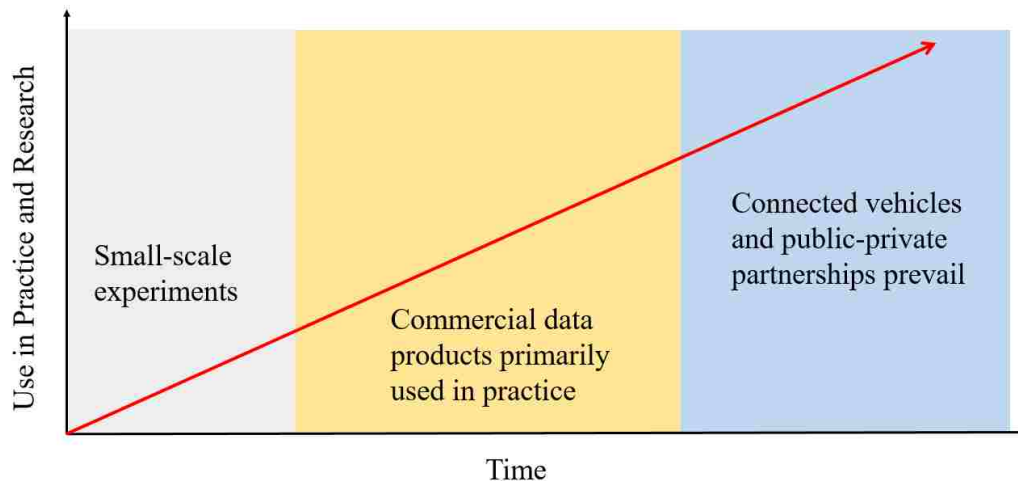 Use in Practice and Research
Small-scale
experiments
Commercial data
products primarily
used in practice
Connected vehicles
and public-private
partnerships prevail
Time